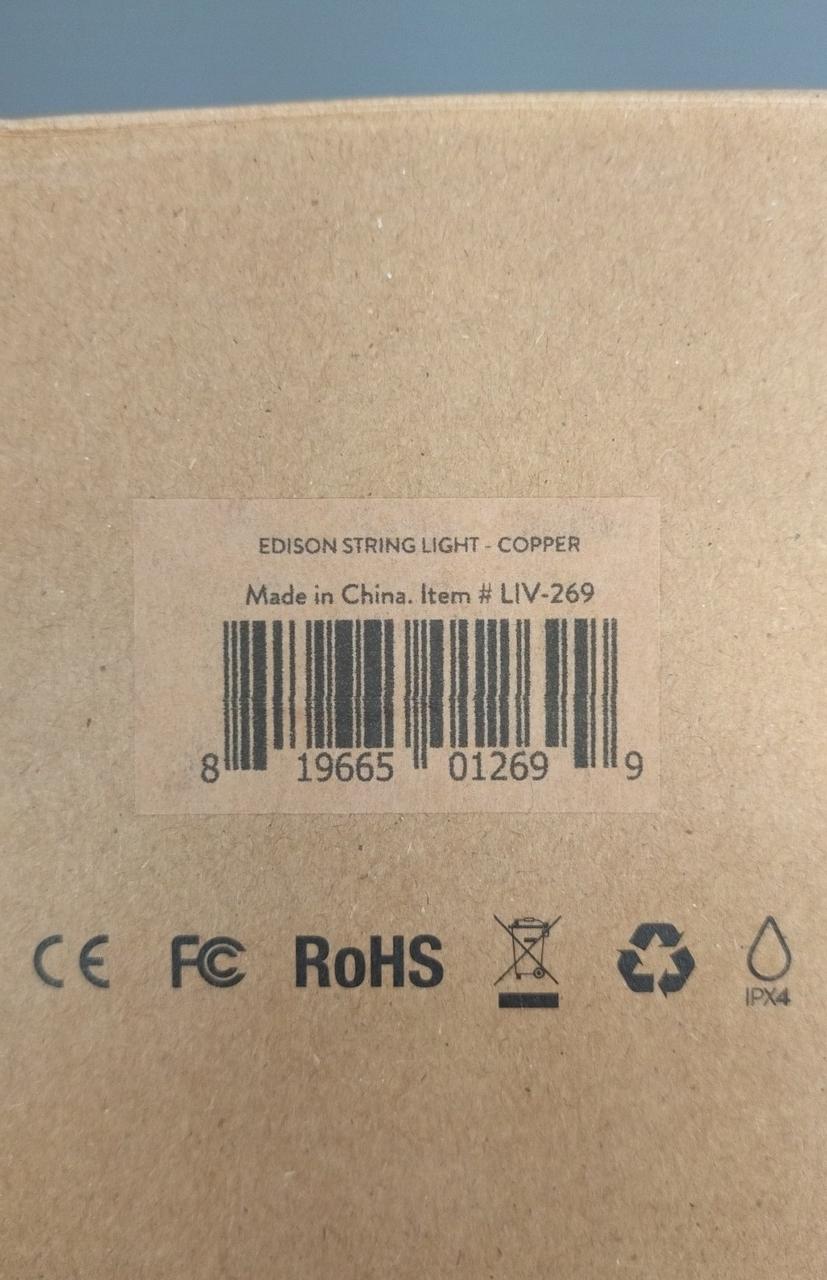 EDISON STRING LIGHT - COPPER
Made in China. Item # LIV-269
8 19665 01269 9
CE FC RoHS
IPX4